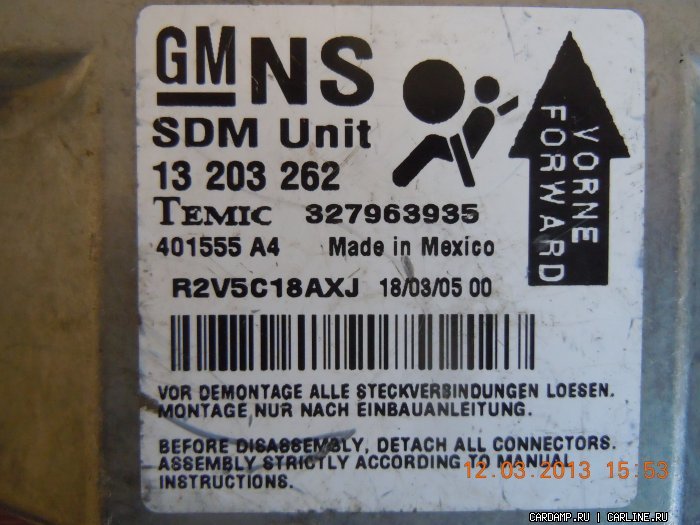 GM NS
SDM Unit
13 203 262
TEMIC 327963935
401555 A4 Made in Mexico
R2V5C18AXJ 18/03/05 00
VORNE
FORWARD
VOR DEMONTAGE ALLE STECKVERBINDUNGEN LOESEN.
MONTAGE NUR NACH EINBAUANLEITUNG.
BEFORE DISASSEMBLY, DETACH ALL CONNECTORS.
ASSEMBLY STRICTLY ACCORDING TO MANUAL
INSTRUCTIONS
12.03.2013 15:53
CARDAMP.RU | CARLINE.RU